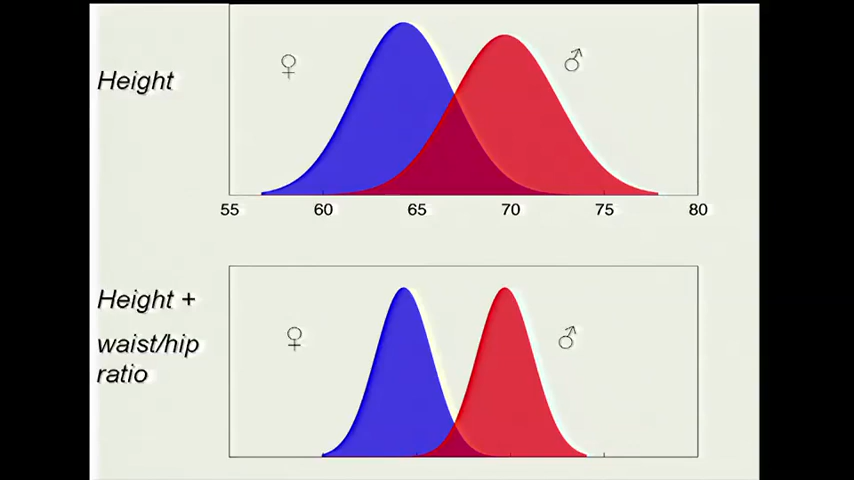 Height
♀
♂
55 60 65 70 75 80
Height +
waist/hip
ratio
♀
♂